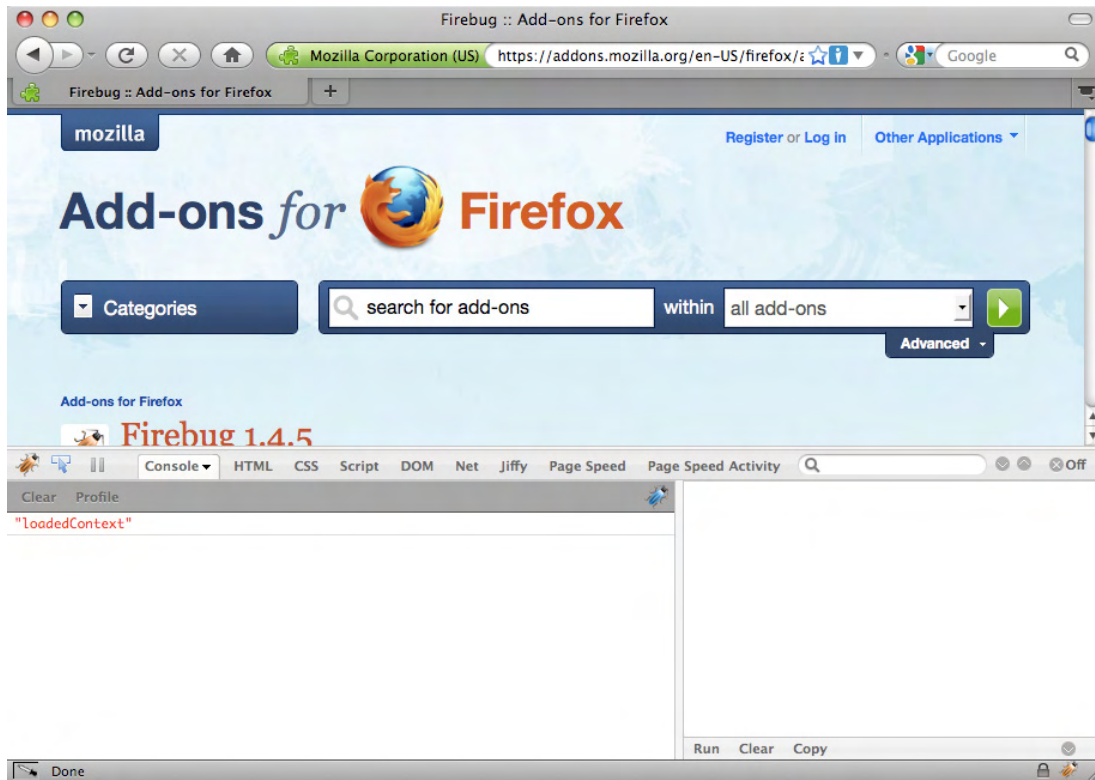 Firebug :: Add-ons for Firefox
Mozilla Corporation (US) https://addons.mozilla.org/en-US/firefox/a Google
Firebug :: Add-ons for Firefox +
mozilla Register or Log in Other Applications
Add-ons for Firefox
Categories search for add-ons within all add-ons
Advanced
Add-ons for Firefox
Firebug 1.4.5
Console HTML CSS Script DOM Net Jiffy Page Speed Page Speed Activity Off
Clear Profile
"loadedContext"
Run Clear Copy
Done